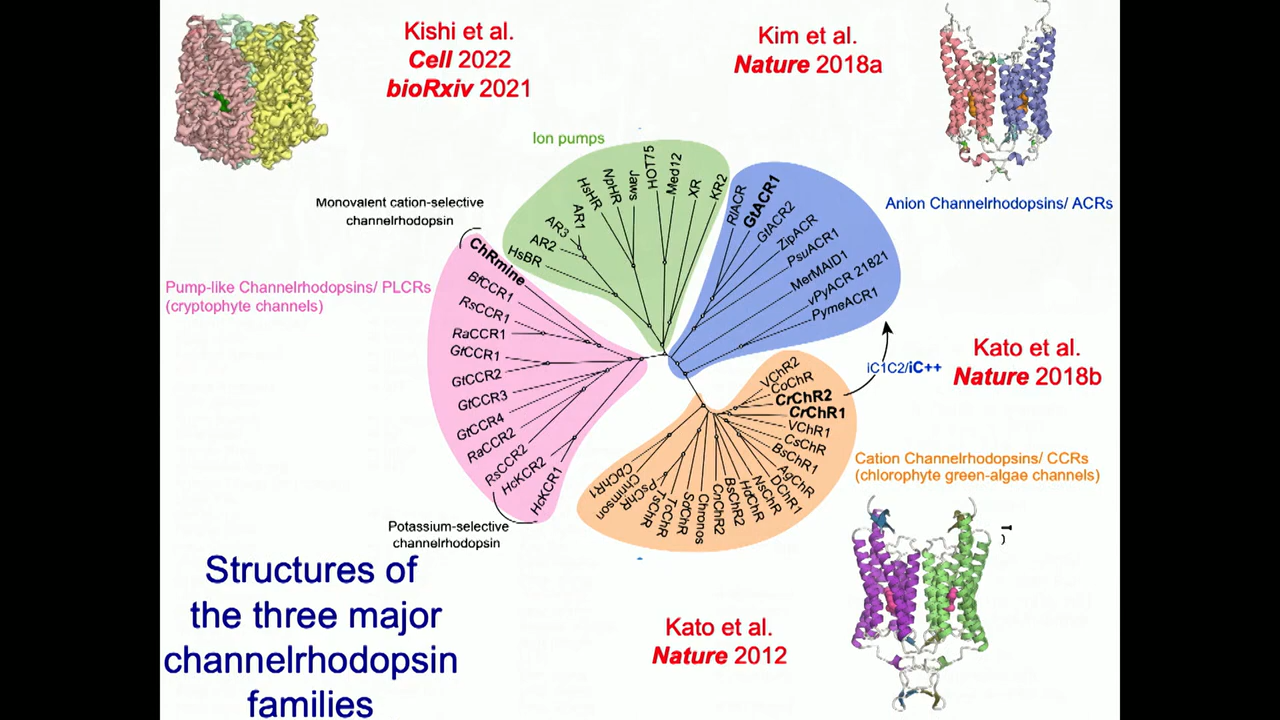 Kishi et al.
Cell 2022
bioRxiv 2021
Kim et al.
Nature 2018a
Ion pumps
Anion Channelrhodopsins/ ACRs
Monovalent cation-selective
channelrhodopsin
Pump-like Channelrhodopsins/ PLCRs
(cryptophyte channels)
HsBR
AR2
AR3
AR1
HsHR
NpHR
Jaws
HOT75
Med12
XR
KR2
RlACR
GtACR1
GtACR2
ZipACR
PsuACR1
MerMAID1
vPyACR 21821
PymeACR1
ChRmine
BfCCR1
RsCCR1
RaCCR1
GtCCR1
GtCCR2
GtCCR3
GtCCR4
RaCCR2
RsCCR2
HcKCR2
HcKCR1
Potassium-selective
channelrhodopsin
VChR2
CoChR
CrChR2
CrChR1
VChR1
CsChR
BsChR1
AgChR
DChR1
NsChR
HdChR
BsChR2
CnChR2
Chronos
SdChR
TcChR
TsChR
PsChR
Chrimson
CbChR1
iC1C2/iC++
Kato et al.
Nature 2018b
Cation Channelrhodopsins/ CCRs
(chlorophyte green-algae channels)
Kato et al.
Nature 2012
Structures of
the three major
channelrhodopsin
families